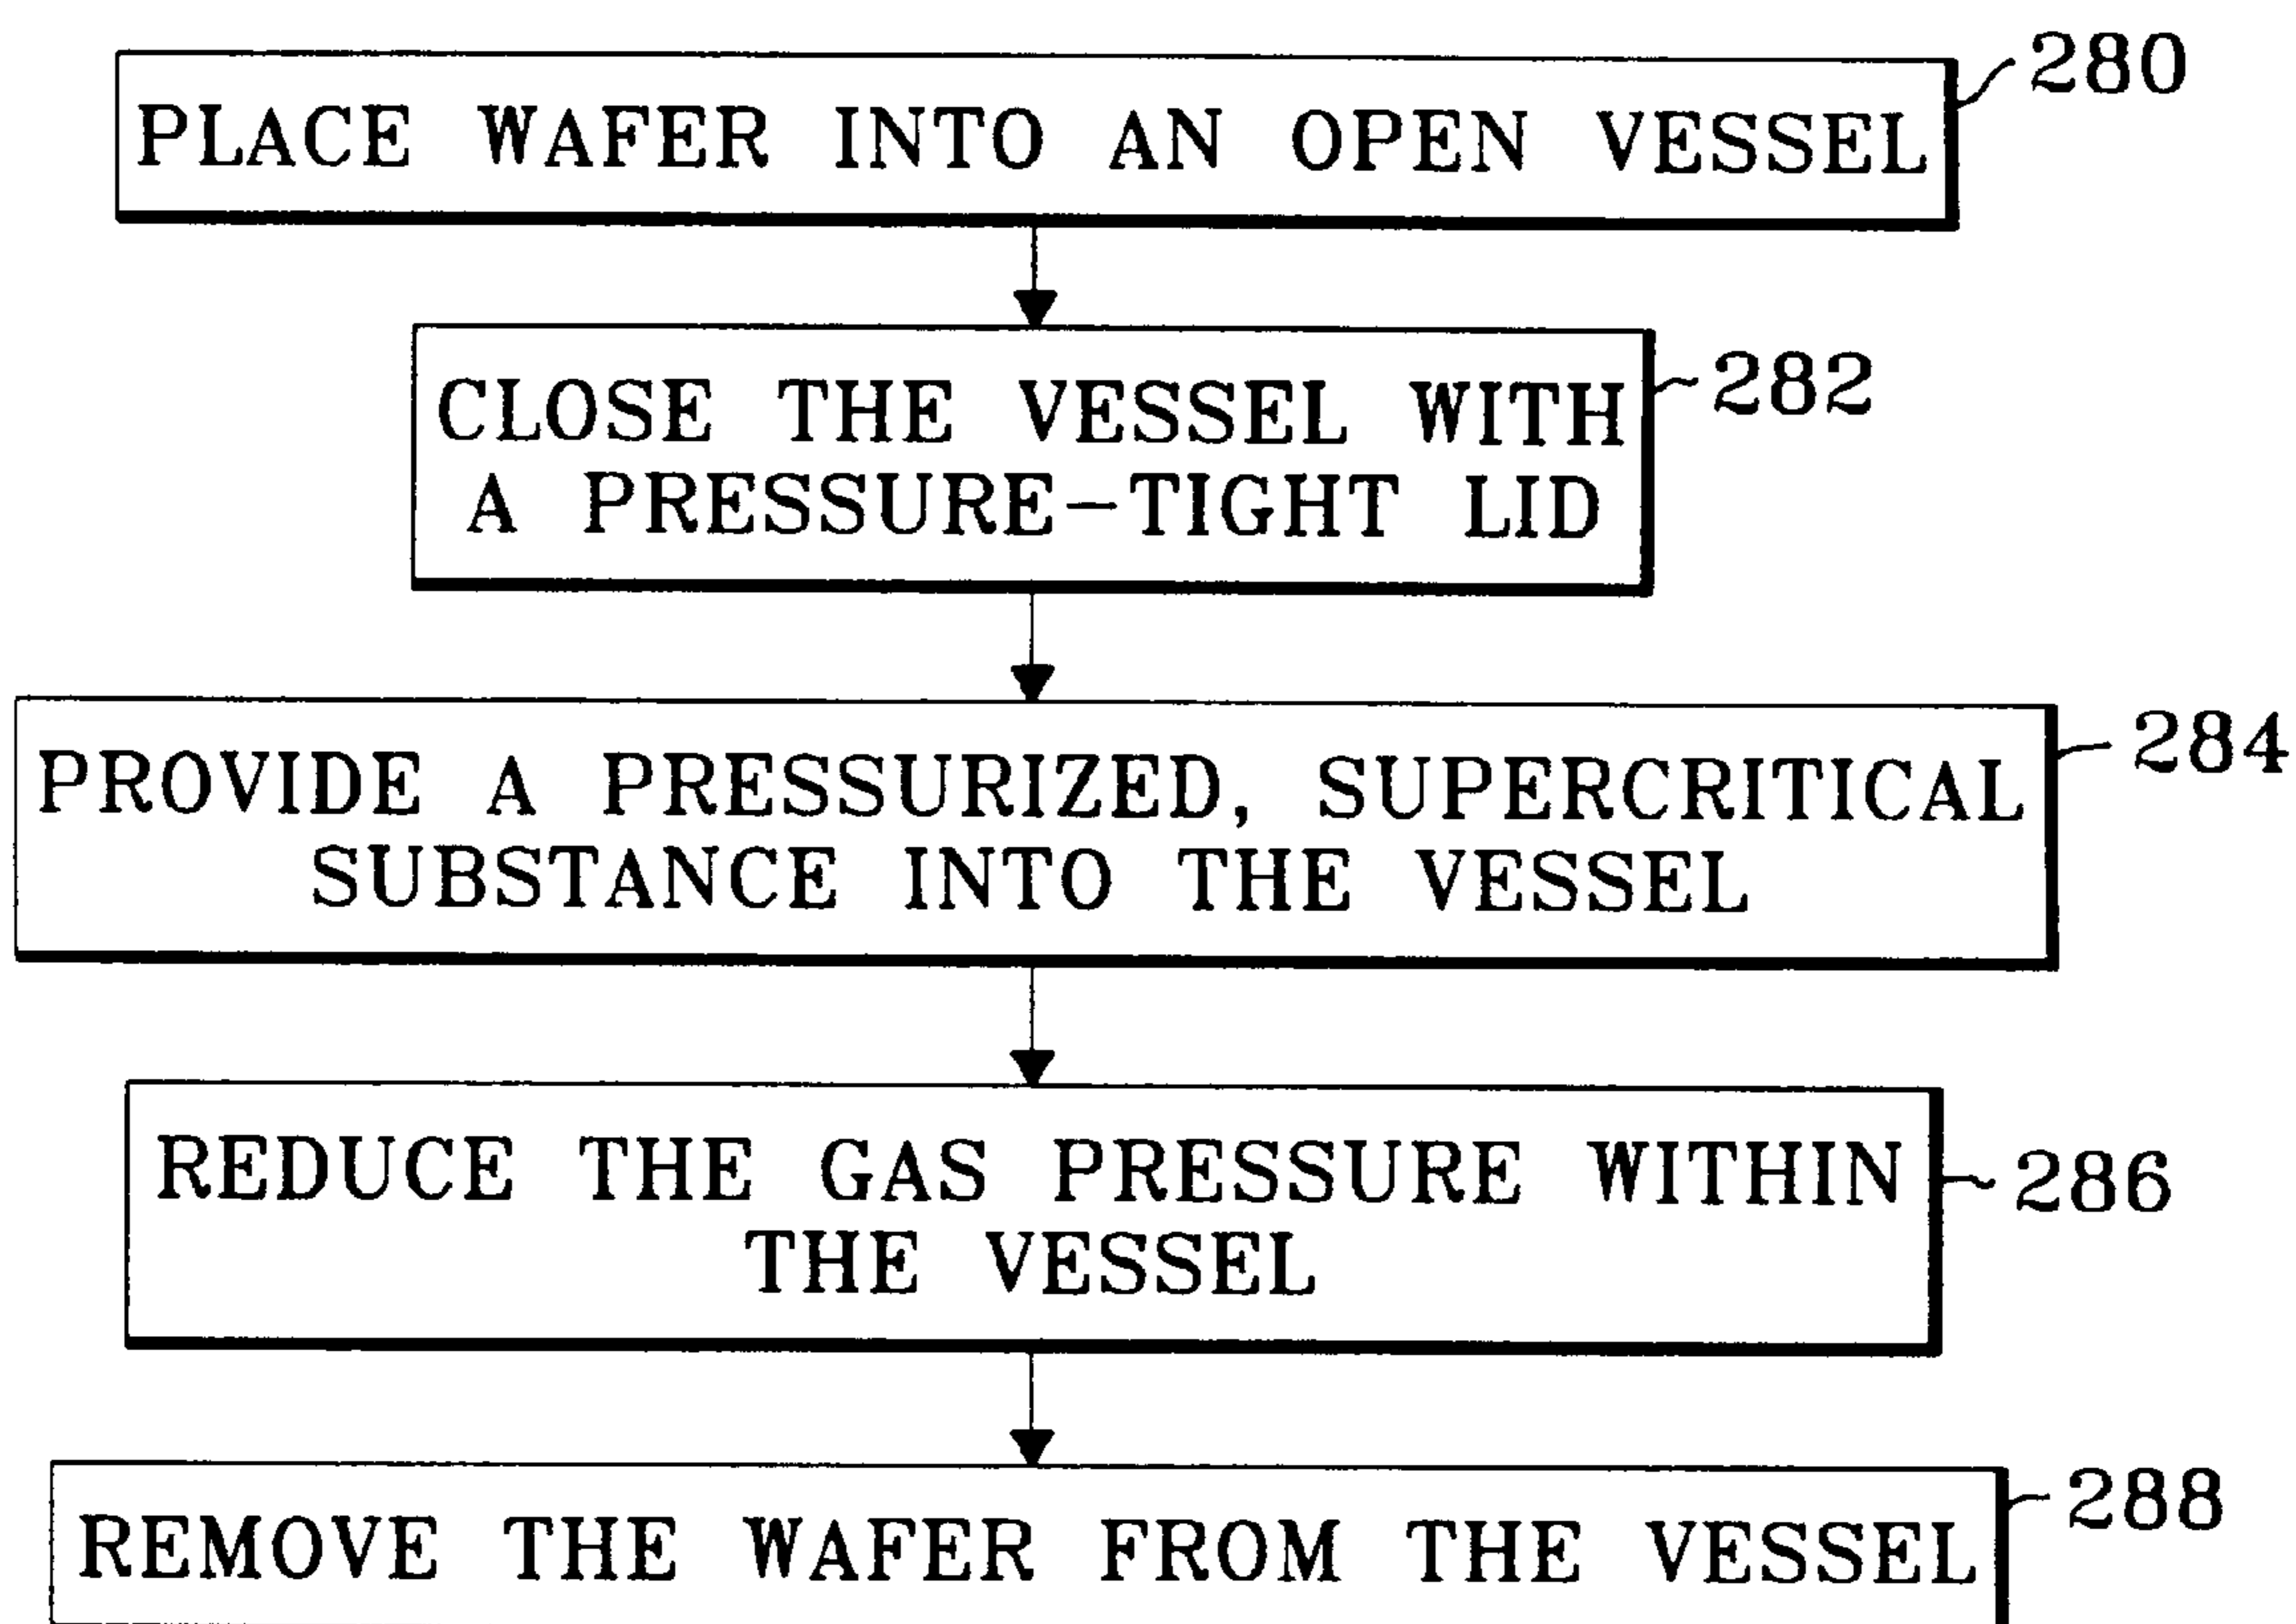 280
PLACE WAFER INTO AN OPEN VESSEL
282
CLOSE THE VESSEL WITH
A PRESSURE-TIGHT LID
284
PROVIDE A PRESSURIZED, SUPERCRITICAL
SUBSTANCE INTO THE VESSEL
REDUCE THE GAS PRESSURE WITHIN
286
THE VESSEL
288
REMOVE THE WAFER FROM THE VESSEL